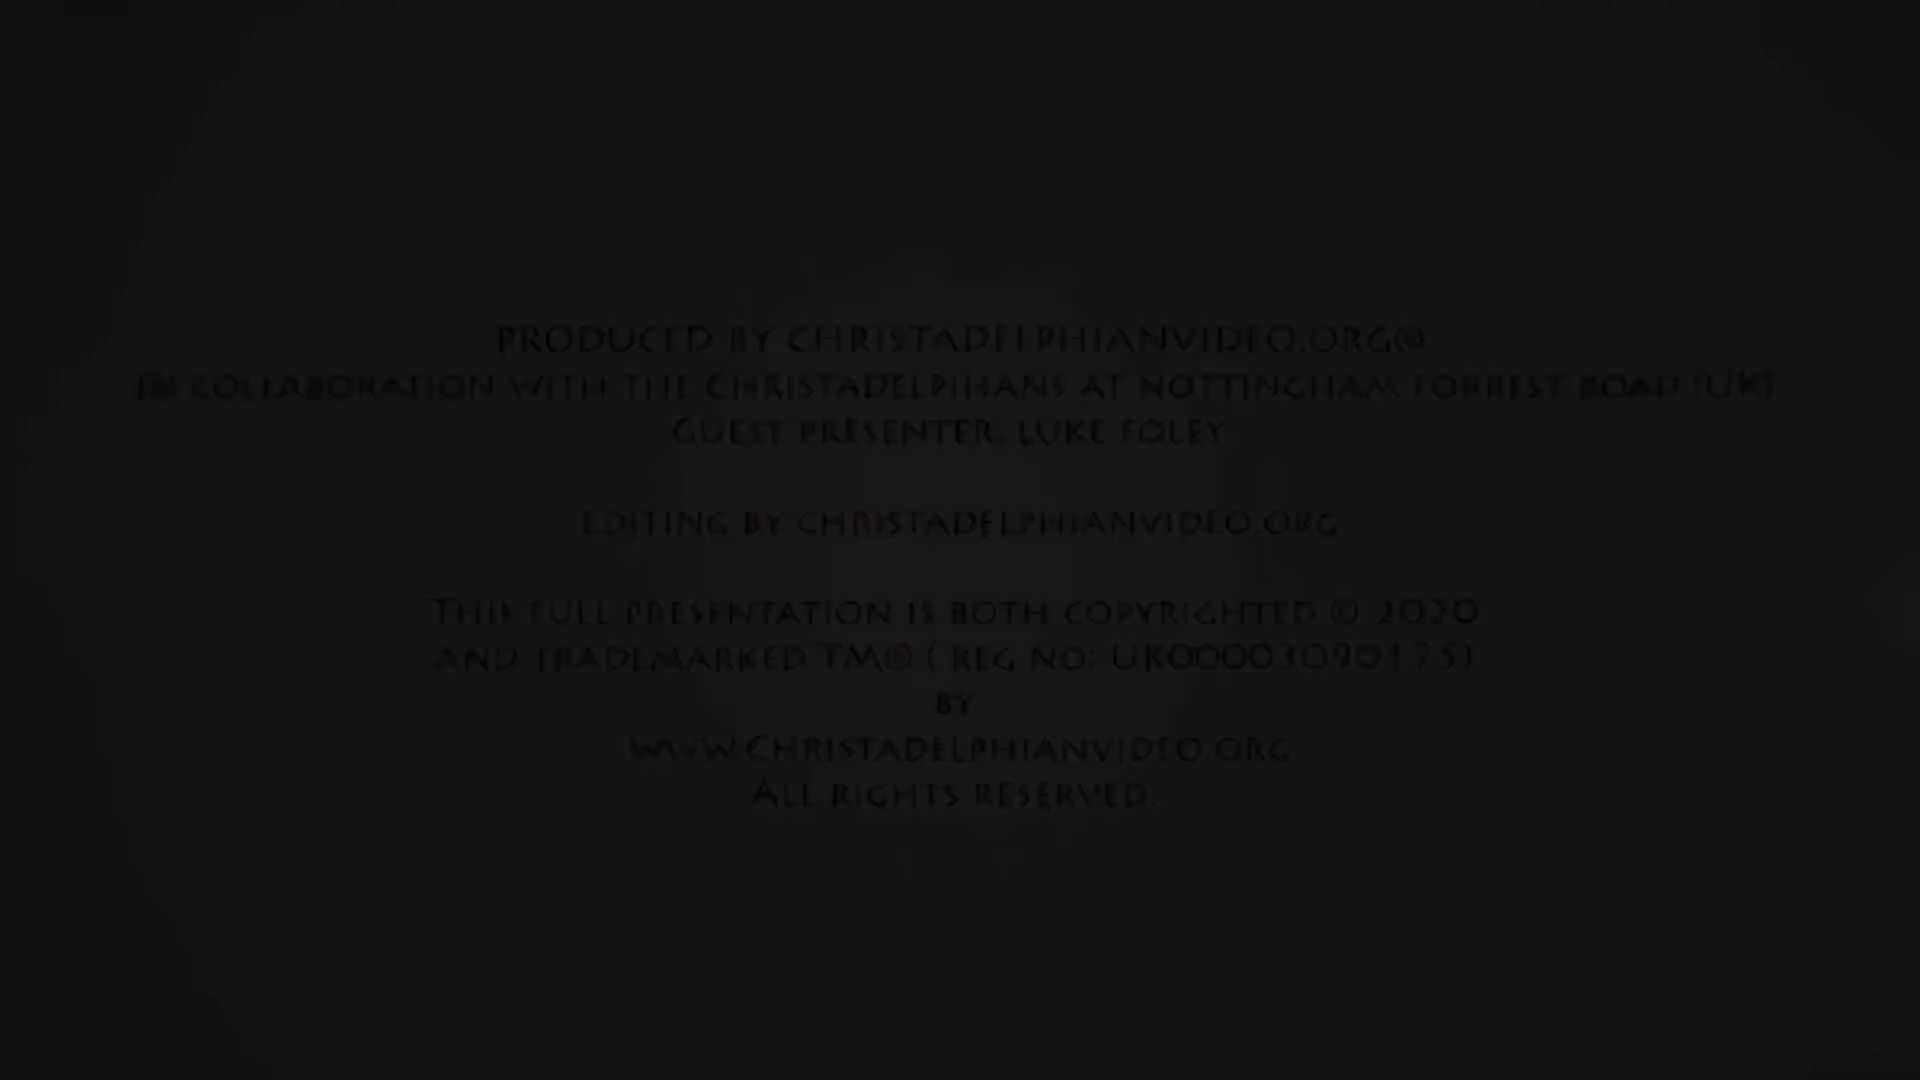 PRODUCED BY CHRISTADELPHIANVIDEO.ORG®
IN COLLABORATION WITH THE CHRISTADELPHIANS AT NOTTINGHAM FORREST ROAD (UK)
GUEST PRESENTER. LUKE FOLEY
EDITING BY CHRISTADELPHIANVIDEO.ORG
THIS FULL PRESENTATION IS BOTH COPYRIGHTED © 2020
AND TRADEMARKED TM® ( REG NO: UK00003090175)
BY
WWW.CHRISTADELPHIANVIDEO.ORG
ALL RIGHTS RESERVED.